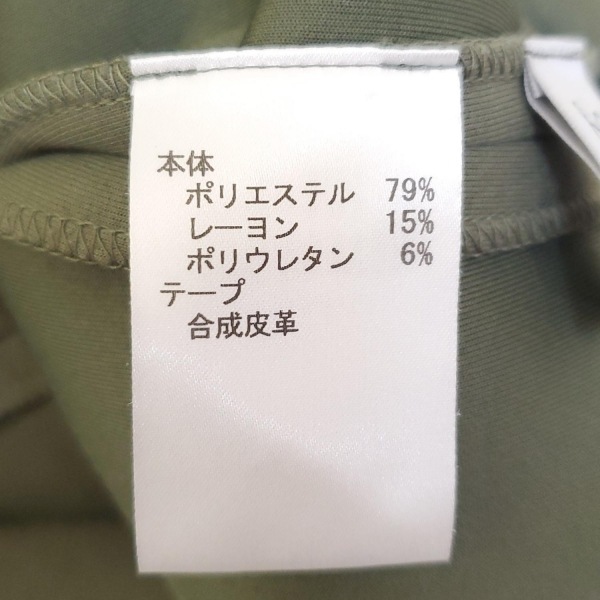 本体
ポリエステル 79%
レーヨン 15%
ポリウレタン 6%
テープ
合成皮革